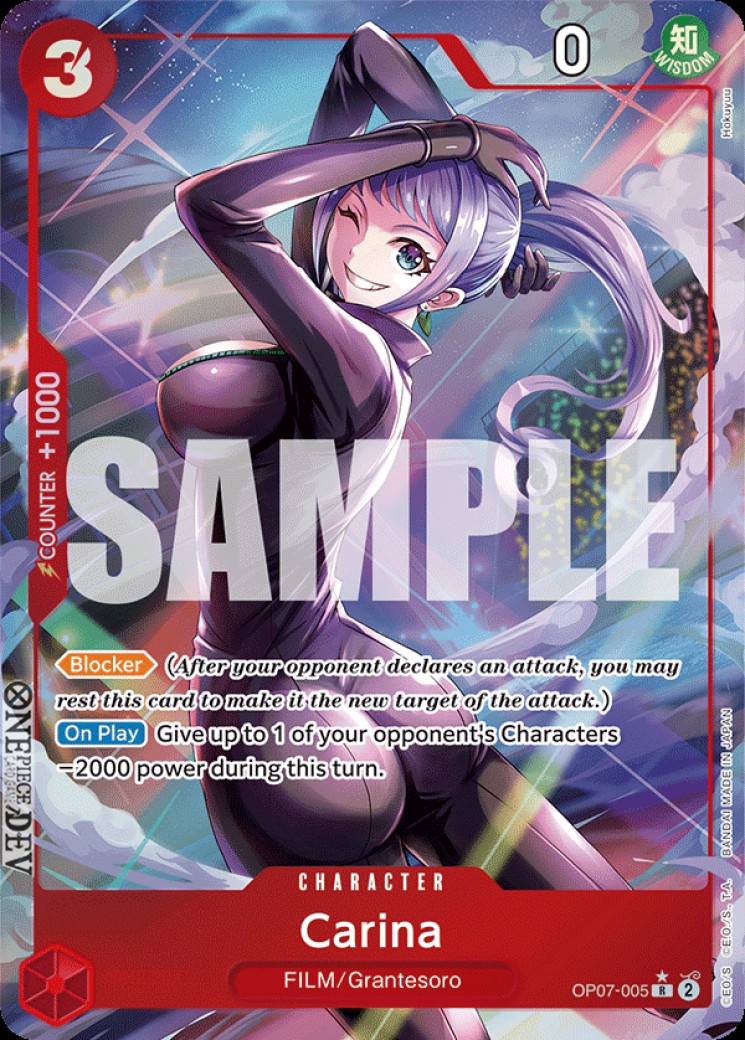 3
0
知
WISDOM
Hokuyuu
COUNTER +1000
SAMPLE
Blocker (After your opponent declares an attack, you may
rest this card to make it the new target of the attack.)
On Play Give up to 1 of your opponent's Characters
−2000 power during this turn.
ONE PIECE
DEV
BANDAI MADE IN JAPAN
©EO/S ©E.O./S., T.A.
CHARACTER
Carina
FILM/Grantesoro
OP07-005 ★ R 2